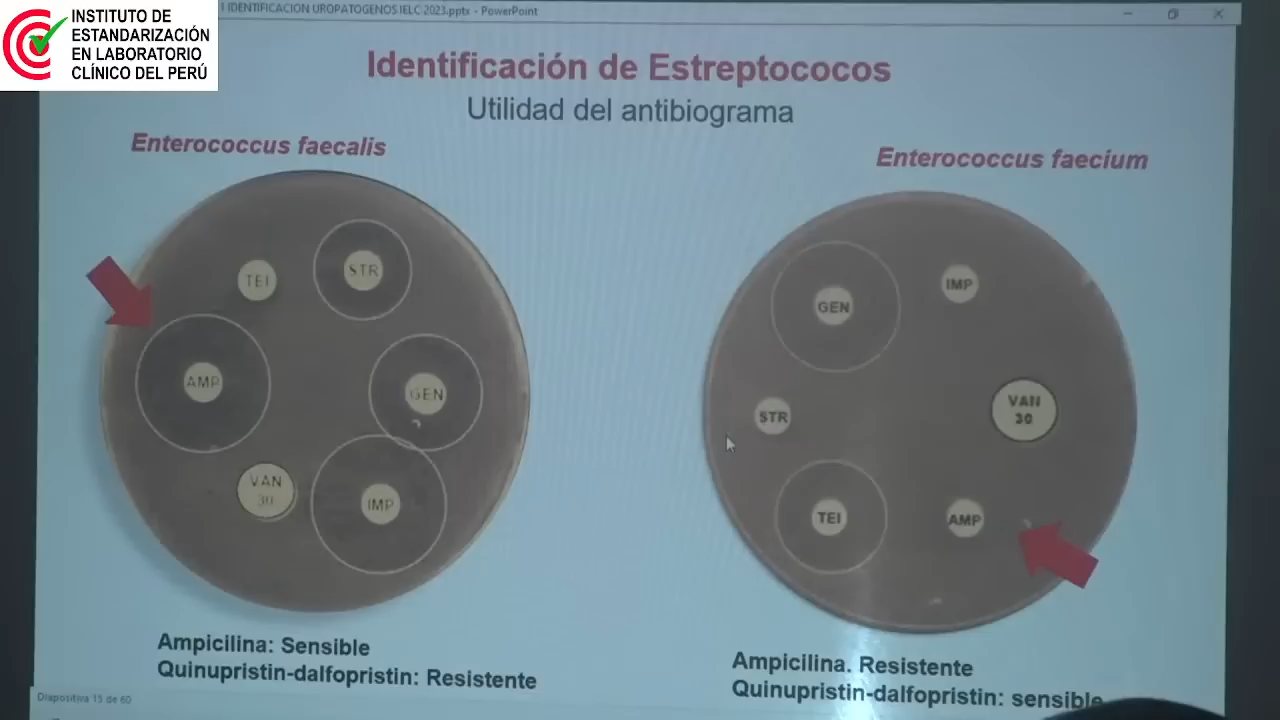 INSTITUTO DE
ESTANDARIZACIÓN
EN LABORATORIO
CLÍNICO DEL PERÚ
I IDENTIFICACION UROPATOGENOS IELC 2023.pptx - PowerPoint
Identificación de Estreptococos
Utilidad del antibiograma
Enterococcus faecalis
Enterococcus faecium
TEI
STR
AMP
GEN
VAN
30
IMP
GEN
IMP
STR
VAN
30
TEI
AMP
Ampicilina: Sensible
Quinupristin-dalfopristin: Resistente
Ampicilina. Resistente
Quinupristin-dalfopristin: sensible
Diapositiva 15 de 60